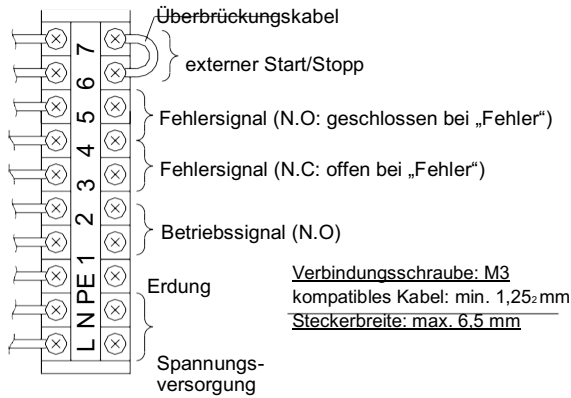 Überbrückungskabel
7
6
externer Start/Stopp
5
Fehlersignal (N.O: geschlossen bei „Fehler“)
4
Fehlersignal (N.C: offen bei „Fehler“)
3
2
Betriebssignal (N.O)
1
PE
Erdung
N
L
Spannungs-
versorgung
Verbindungsschraube: M3
kompatibles Kabel: min. 1,25₂mm
Steckerbreite: max. 6,5 mm